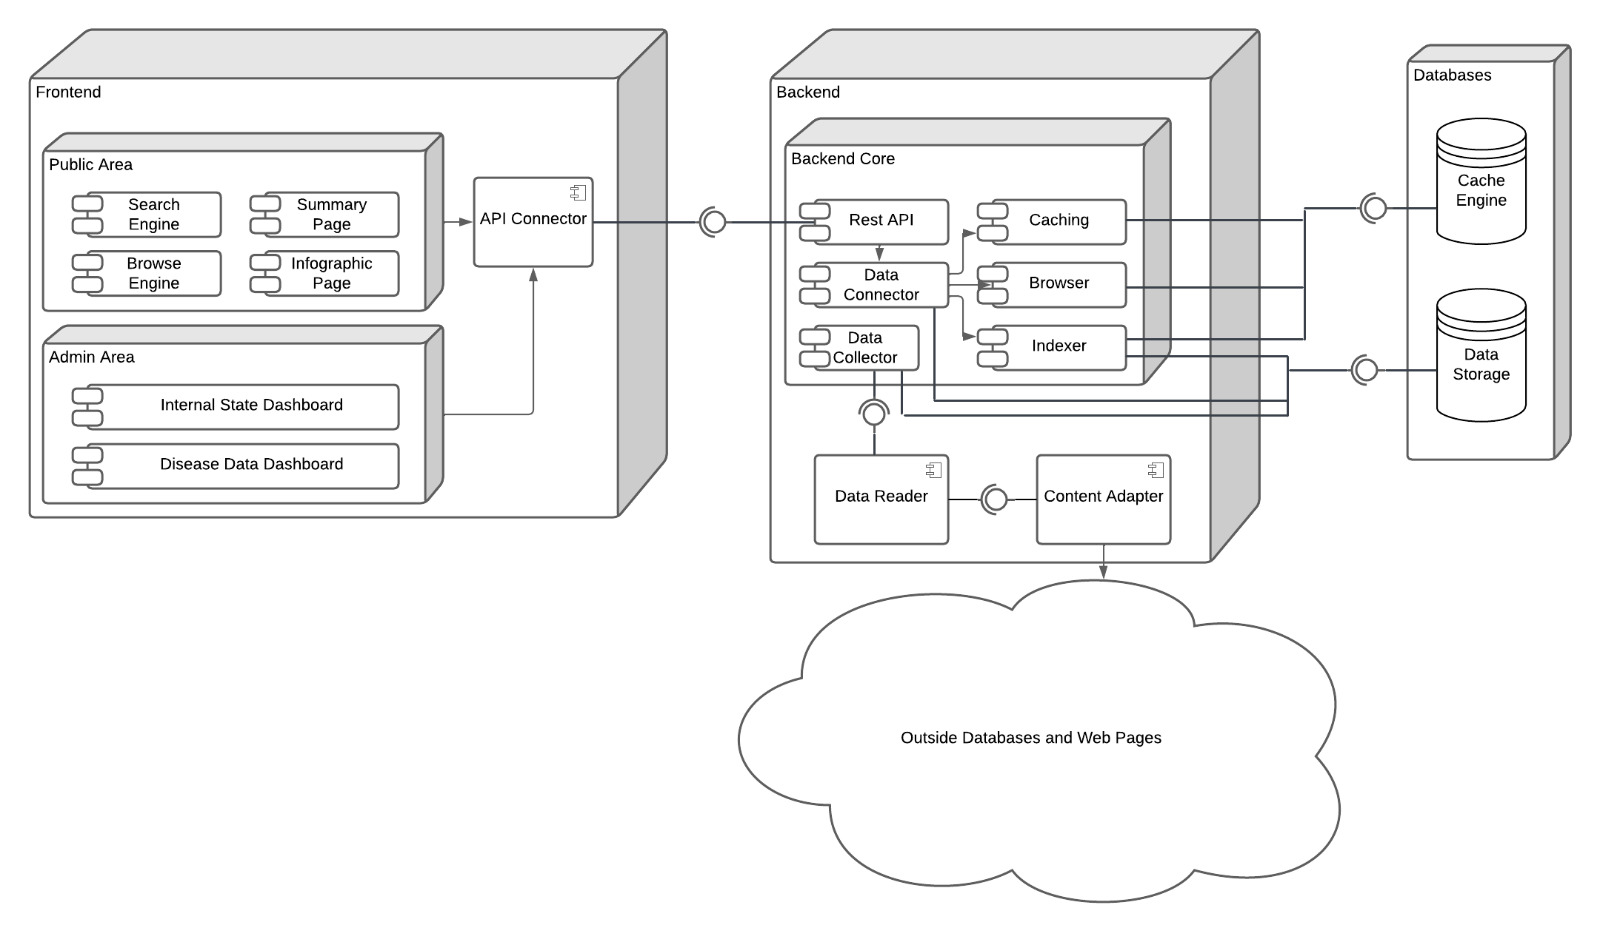 Frontend
Public Area
Search
Engine
Summary
Page
Browse
Engine
Infographic
Page
API Connector
Admin Area
Internal State Dashboard
Disease Data Dashboard
Backend
Backend Core
Rest API
Caching
Data
Connector
Browser
Data
Collector
Indexer
Data Reader
Content Adapter
Databases
Cache
Engine
Data
Storage
Outside Databases and Web Pages